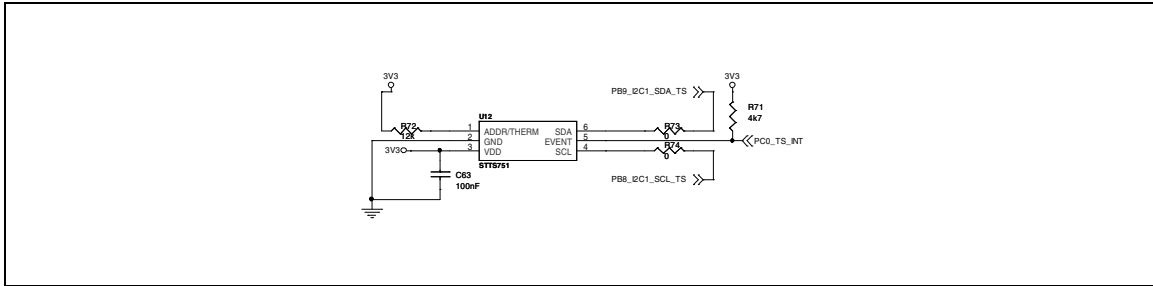 3V3
3V3
PB9_I2C1_SDA_TS
R71
4k7
U12
R72
12k
1
ADDR/THERM
SDA
6
R73
0
2
GND
EVENT
5
PC0_TS_INT
3V3
3
VDD
SCL
4
R74
0
STTS751
C63
100nF
PB8_I2C1_SCL_TS